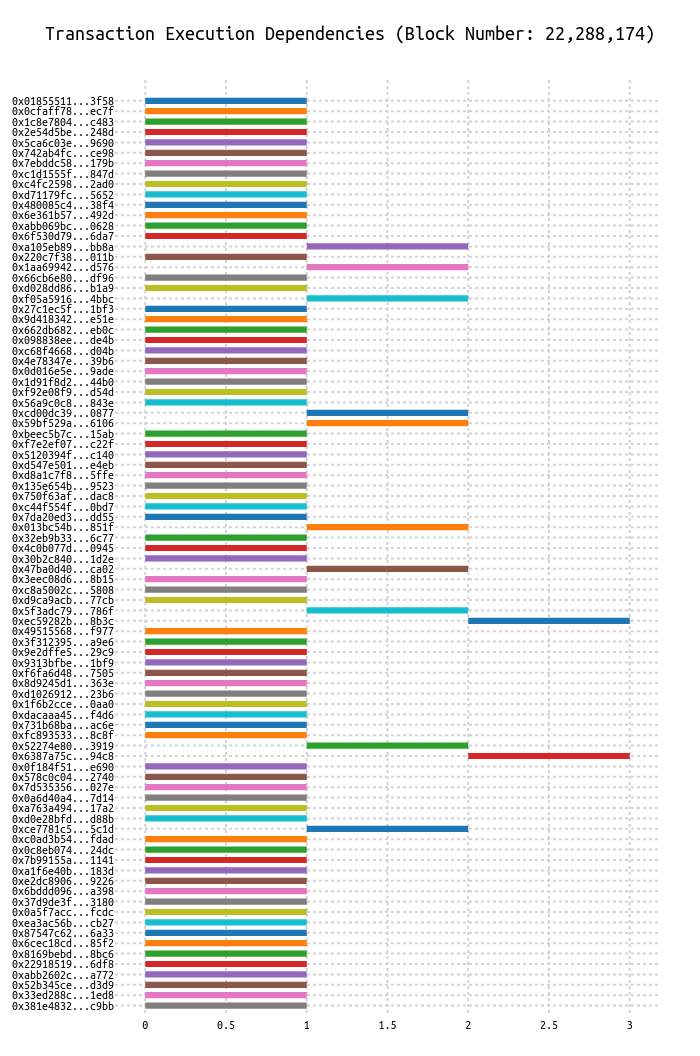 Transaction Execution Dependencies (Block Number: 22,288,174)
0x01855511...3f58
0x0cfaff78...ec7f
0x1c8e7804...c483
0x2e54d5be...248d
0x5ca6c03e...9690
0x742ab4fc...ce98
0x7ebddc58...179b
0xc1d1555f...847d
0xc4fc2598...2ad0
0xd71179fc...5652
0x480085c4...38f4
0x6e361b57...492d
0xabb069bc...0628
0x6f530d79...6da7
0xa105eb89...bb8a
0x220c7f38...011b
0x1aa69942...d576
0x66cb6e80...df96
0xd028dd86...b1a9
0xf05a5916...4bbc
0x27c1ec5f...1bf3
0x9d418342...e51e
0x662db682...eb0c
0x098838ee...de4b
0xc68f4668...d04b
0x4e78347e...39b6
0x0d016e5e...9ade
0x1d91f8d2...44b0
0xf92e08f9...d54d
0x56a9c0c8...843e
0xcd00dc39...0877
0x59bf529a...6106
0xbeec5b7c...15ab
0xf7e2ef07...c22f
0x5120394f...c140
0xd547e501...e4eb
0xd8a1c7f8...5ffe
0x135e654b...9523
0x750f63af...dac8
0xc44f554f...0bd7
0x7da20ed3...dd55
0x013bc54b...851f
0x32eb9b33...6c77
0x4c0b077d...0945
0x30b2c840...1d2e
0x47ba0d40...ca02
0x3eec08d6...8b15
0xc8a5002c...5808
0xd9ca9acb...77cb
0x5f3adc79...786f
0xec59282b...8b3c
0x49515568...f977
0x3f312395...a9e6
0x9e2dffe5...29c9
0x9313bfbe...1bf9
0xf6fa6d48...7505
0x8d9245d1...363e
0xd1026912...23b6
0x1f6b2cce...0aa0
0xdacaaa45...f4d6
0x731b68ba...ac6e
0xfc893533...8c8f
0x52274e80...3919
0x6387a75c...94c8
0x0f184f51...e690
0x578c0c04...2740
0x7d535356...027e
0x0a6d40a4...7d14
0xa763a494...17a2
0xd0e28bfd...d88b
0xce7781c5...5c1d
0xc0ad3b54...fdad
0x0c8eb074...24dc
0x7b99155a...1141
0xa1f6e40b...183d
0xe2dc8906...9226
0x6bddd096...a398
0x37d9de3f...3180
0x0a5f7acc...fcdc
0xea3ac56b...cb27
0x87547c62...6a33
0x6cec18cd...85f2
0x8169bebd...8bc6
0x22918519...6df8
0xabb2602c...a772
0x52b345ce...d3d9
0x33ed288c...1ed8
0x381e4832...c9bb
0 0.5 1 1.5 2 2.5 3